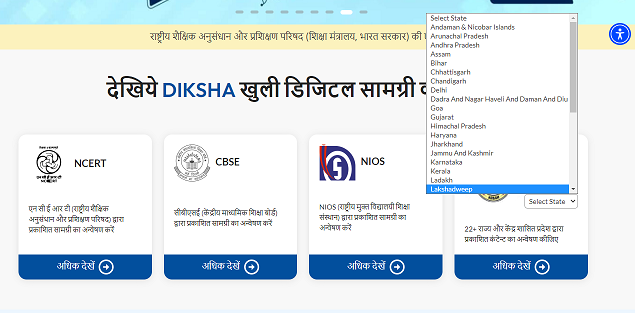 राष्ट्रीय शैक्षिक अनुसंधान और प्रशिक्षण परिषद (शिक्षा मंत्रालय, भारत सरकार) की
देखिये DIKSHA खुली डिजिटल सामग्री
Select State
Andaman & Nicobar Islands
Arunachal Pradesh
Andhra Pradesh
Assam
Bihar
Chhattisgarh
Chandigarh
Delhi
Dadra And Nagar Haveli And Daman And Diu
Goa
Gujarat
Himachal Pradesh
Haryana
Jharkhand
Jammu And Kashmir
Karnataka
Kerala
Ladakh
Lakshadweep
Select State
NCERT
एन सी ई आर टी (राष्ट्रीय शैक्षिक
अनुसंधान और प्रशिक्षण परिषद) द्वारा
प्रकाशित सामग्री का अन्वेषण करें
अधिक देखें
CBSE
सीबीएसई (केंद्रीय माध्यमिक शिक्षा बोर्ड)
द्वारा प्रकाशित सामग्री का अन्वेषण करें
अधिक देखें
NIOS
NIOS (राष्ट्रीय मुक्त विद्यालयी शिक्षा
संस्थान) द्वारा प्रकाशित सामग्री का
अन्वेषण करें
अधिक देखें
22+ राज्य और केंद्र शासित प्रदेश द्वारा
प्रकाशित कंटेन्ट का अन्वेषण कीजिए
अधिक देखें